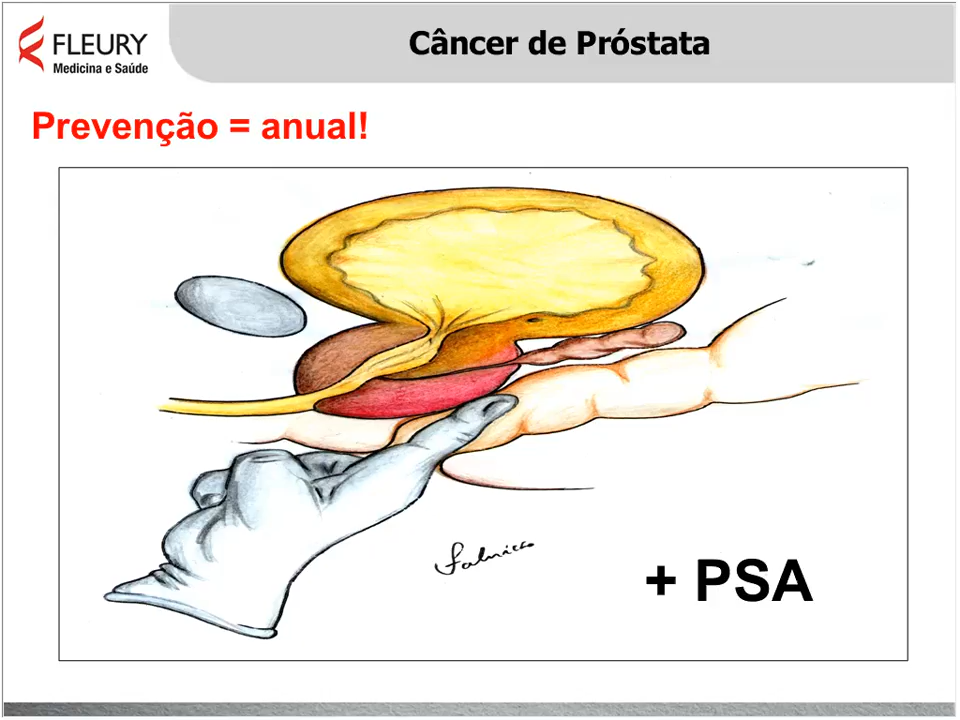 FLEURY
Medicina e Saúde
Câncer de Próstata
Prevenção = anual!
+ PSA